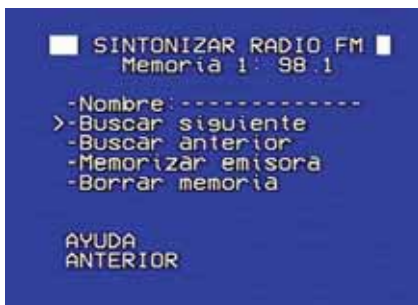 SINTONIZAR RADIO FM
Memoria 1: 98.1
-Nombre:-------------
>-Buscar siguiente
-Buscar anterior
-Memorizar emisora
-Borrar memoria
AYUDA
ANTERIOR